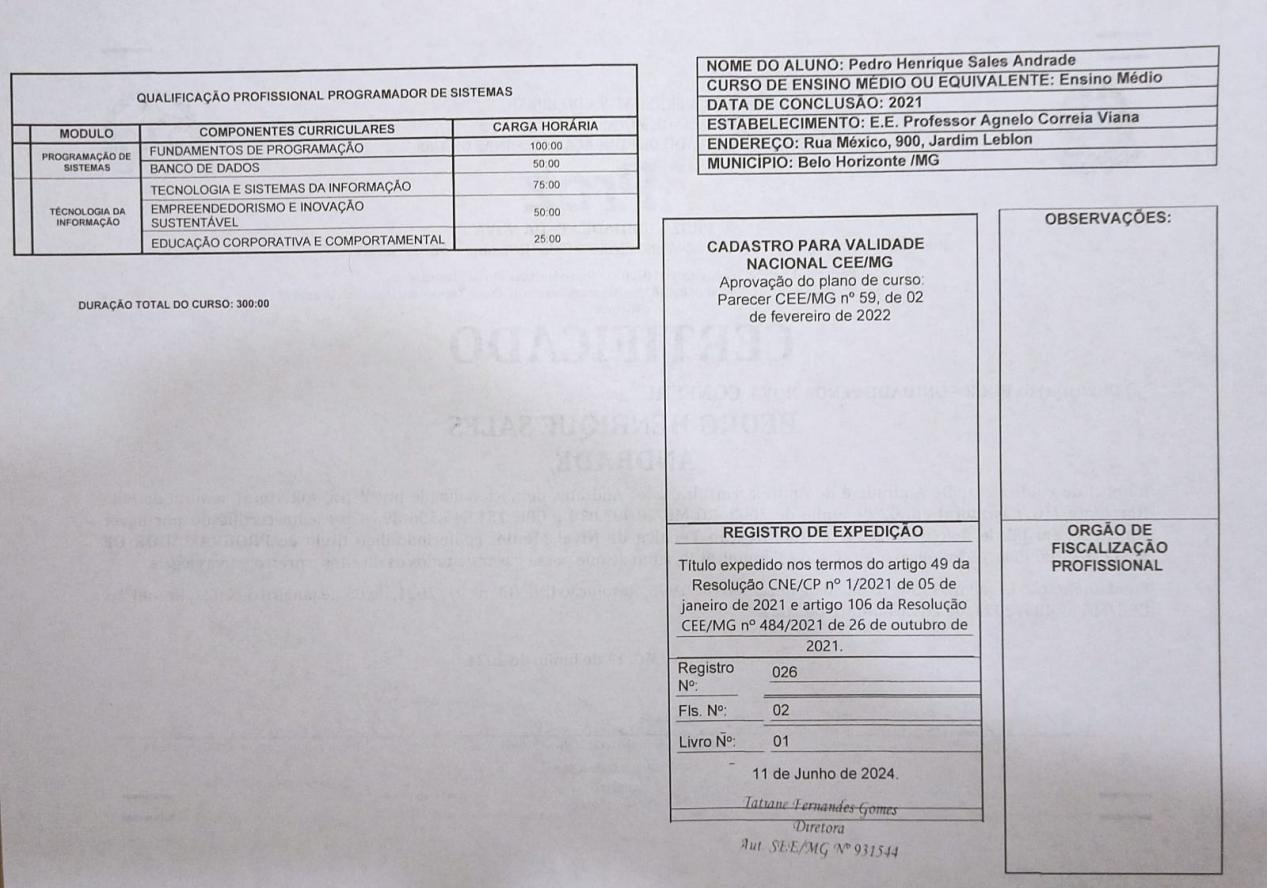 QUALIFICAÇÃO PROFISSIONAL PROGRAMADOR DE SISTEMAS
MODULO COMPONENTES CURRICULARES CARGA HORÁRIA
PROGRAMAÇÃO DE SISTEMAS
FUNDAMENTOS DE PROGRAMAÇÃO 100:00
BANCO DE DADOS 50:00
TÉCNOLOGIA DA INFORMAÇÃO
TECNOLOGIA E SISTEMAS DA INFORMAÇÃO 75:00
EMPREENDEDORISMO E INOVAÇÃO
SUSTENTÁVEL 50:00
EDUCAÇÃO CORPORATIVA E COMPORTAMENTAL 25:00
DURAÇÃO TOTAL DO CURSO: 300:00
NOME DO ALUNO: Pedro Henrique Sales Andrade
CURSO DE ENSINO MÉDIO OU EQUIVALENTE: Ensino Médio
DATA DE CONCLUSÃO: 2021
ESTABELECIMENTO: E.E. Professor Agnelo Correia Viana
ENDEREÇO: Rua México, 900, Jardim Leblon
MUNICÍPIO: Belo Horizonte /MG
CADASTRO PARA VALIDADE
NACIONAL CEE/MG
Aprovação do plano de curso:
Parecer CEE/MG nº 59, de 02
de fevereiro de 2022
REGISTRO DE EXPEDIÇÃO
Título expedido nos termos do artigo 49 da
Resolução CNE/CP nº 1/2021 de 05 de
janeiro de 2021 e artigo 106 da Resolução
CEE/MG nº 484/2021 de 26 de outubro de
2021.
Registro
Nº: 026
Fls. Nº: 02
Livro Nº: 01
11 de Junho de 2024.
Tatiane Fernandes Gomes
Diretora
Aut. SEE/MG Nº 931544
OBSERVAÇÕES:
ORGÃO DE
FISCALIZAÇÃO
PROFISSIONAL
CERTIFICADO
PEDRO HENRIQUE SALES
ANDRADE